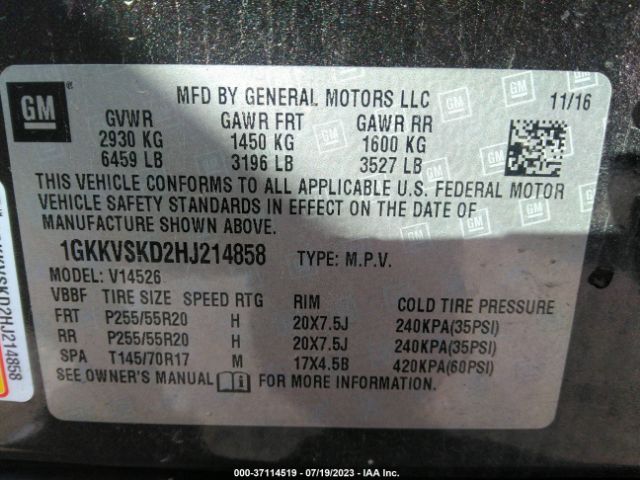 GM
®
MFD BY GENERAL MOTORS LLC 11/16
GVWR GAWR FRT GAWR RR
2930 KG 1450 KG 1600 KG
6459 LB 3196 LB 3527 LB
THIS VEHICLE CONFORMS TO ALL APPLICABLE U.S. FEDERAL MOTOR
VEHICLE SAFETY STANDARDS IN EFFECT ON THE DATE OF
MANUFACTURE SHOWN ABOVE.
1GKKVSKD2HJ214858 TYPE: M.P.V.
MODEL: V14526
VBBF TIRE SIZE SPEED RTG RIM COLD TIRE PRESSURE
FRT P255/55R20 H 20X7.5J 240KPA(35PSI)
RR P255/55R20 H 20X7.5J 240KPA(35PSI)
SPA T145/70R17 M 17X4.5B 420KPA(60PSI)
SEE OWNER'S MANUAL FOR MORE INFORMATION.
KKVSKD2HJ214858
000-37114519 - 07/19/2023 - IAA Inc.